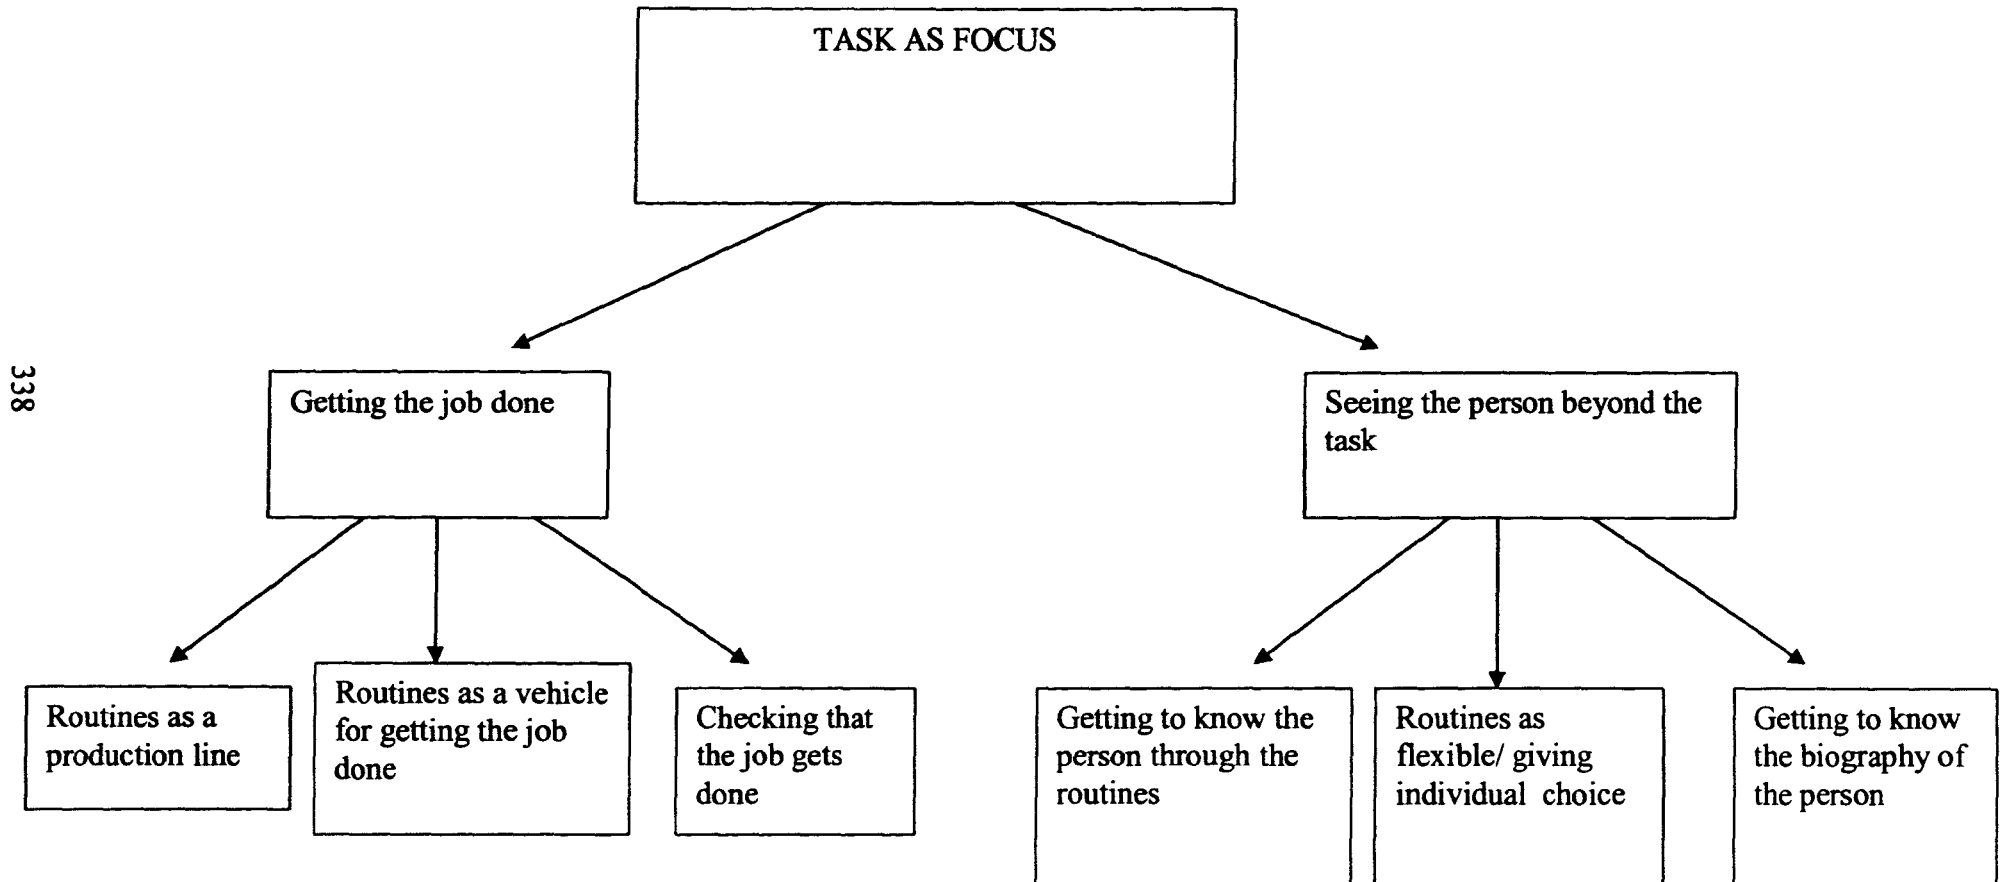 TASK AS FOCUS
338
Getting the job done
Seeing the person beyond the
task
Routines as a
production line
Routines as a vehicle
for getting the job
done
Checking that
the job gets
done
Getting to know the
person through the
routines
Routines as
flexible/ giving
individual choice
Getting to know
the biography of
the person